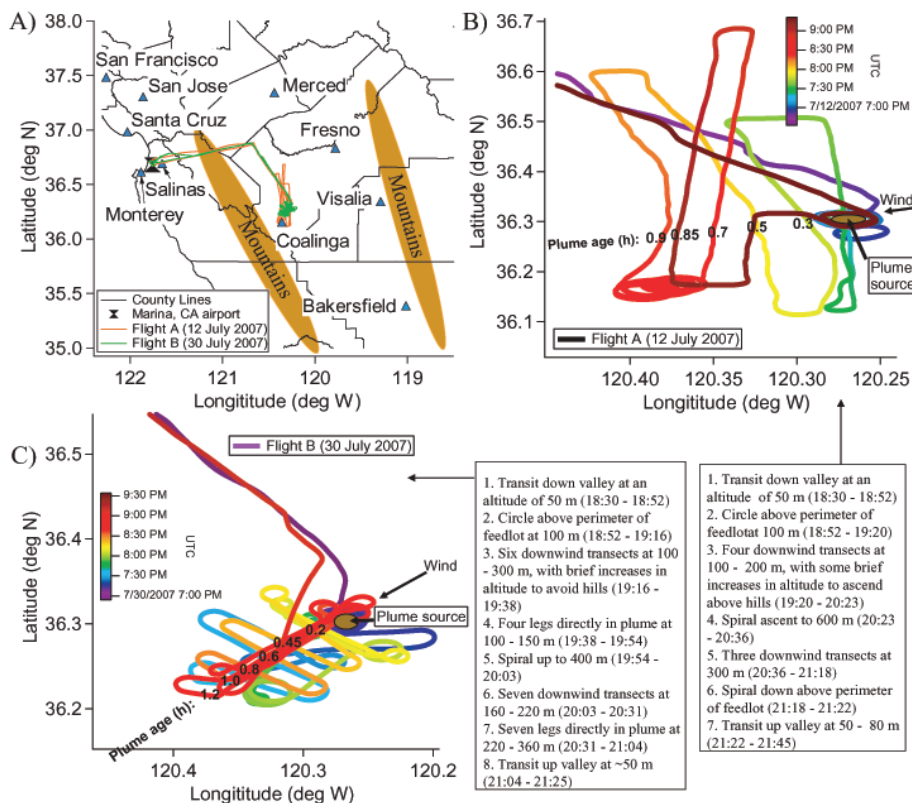 A)
38.0
37.5
37.0
36.5
36.0
35.5
35.0
Latitude (deg N)
San Francisco
San Jose
Merced
Santa Cruz
Fresno
Salinas
Visalia
Monterey
Coalinga
Mountains
Mountains
Bakersfield
County Lines
Marina, CA airport
Flight A (12 July 2007)
Flight B (30 July 2007)
122
121
120
119
Longititude (deg W)
B)
36.6
36.5
36.4
36.3
36.2
36.1
Latitude (deg N)
9:00 PM
8:30 PM
8:00 PM
7:30 PM
7/12/2007 7:00 PM
UTC
Wind
Plume age (h):
0.9
0.85
0.7
0.5
0.3
Plume
source
Flight A (12 July 2007)
120.40
120.35
120.30
120.25
Longititude (deg W)
C)
36.5
36.4
36.3
36.2
Latitude (deg N)
Flight B (30 July 2007)
9:30 PM
9:00 PM
8:30 PM
8:00 PM
7:30 PM
7/30/2007 7:00 PM
UTC
Wind
Plume source
0.2
0.45
0.6
0.8
1.0
1.2
Plume age (h):
120.4
120.3
120.2
Longititude (deg W)
1. Transit down valley at an
altitude of 50 m (18:30 - 18:52)
2. Circle above perimeter of
feedlot at 100 m (18:52 - 19:16)
3. Six downwind transects at 100
- 300 m, with brief increases in
altitude to avoid hills (19:16 -
19:38)
4. Four legs directly in plume at
100 - 150 m (19:38 - 19:54)
5. Spiral up to 400 m (19:54 -
20:03)
6. Seven downwind transects at
160 - 220 m (20:03 - 20:31)
7. Seven legs directly in plume at
220 - 360 m (20:31 - 21:04)
8. Transit up valley at ~50 m
(21:04 - 21:25)
1. Transit down valley at an
altitude of 50 m (18:30 - 18:52)
2. Circle above perimeter of
feedlotat 100 m (18:52 - 19:20)
3. Four downwind transects at
100 - 200 m, with some brief
increases in altitude to ascend
above hills (19:20 - 20:23)
4. Spiral ascent to 600 m (20:23
- 20:36)
5. Three downwind transects at
300 m (20:36 - 21:18)
6. Spiral down above perimeter
of feedlot (21:18 - 21:22)
7. Transit up valley at 50 - 80 m
(21:22 - 21:45)